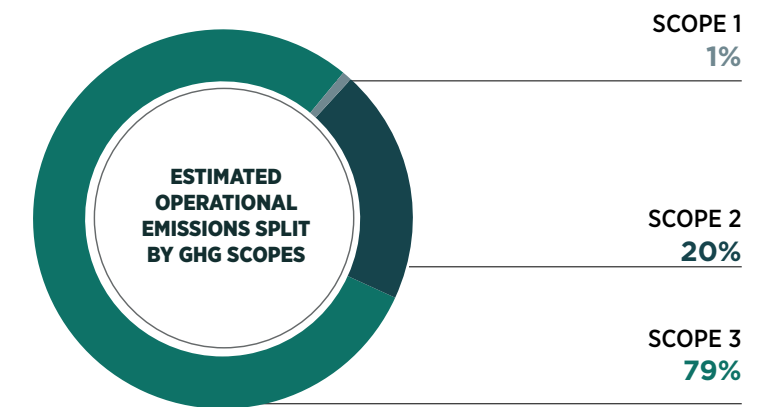 SCOPE 1
1%
ESTIMATED
OPERATIONAL
EMISSIONS SPLIT
BY GHG SCOPES
SCOPE 2
20%
SCOPE 3
79%